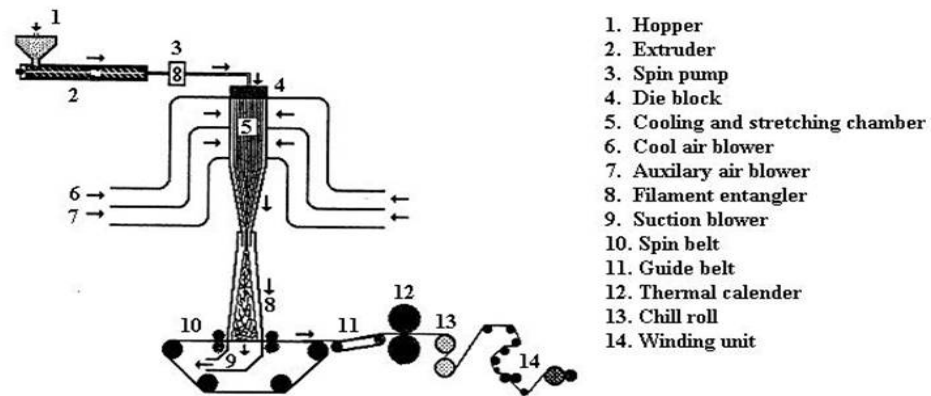 1
2
3
4
5
6
7
8
9
10
11
12
13
14
1. Hopper
2. Extruder
3. Spin pump
4. Die block
5. Cooling and stretching chamber
6. Cool air blower
7. Auxilary air blower
8. Filament entangler
9. Suction blower
10. Spin belt
11. Guide belt
12. Thermal calender
13. Chill roll
14. Winding unit